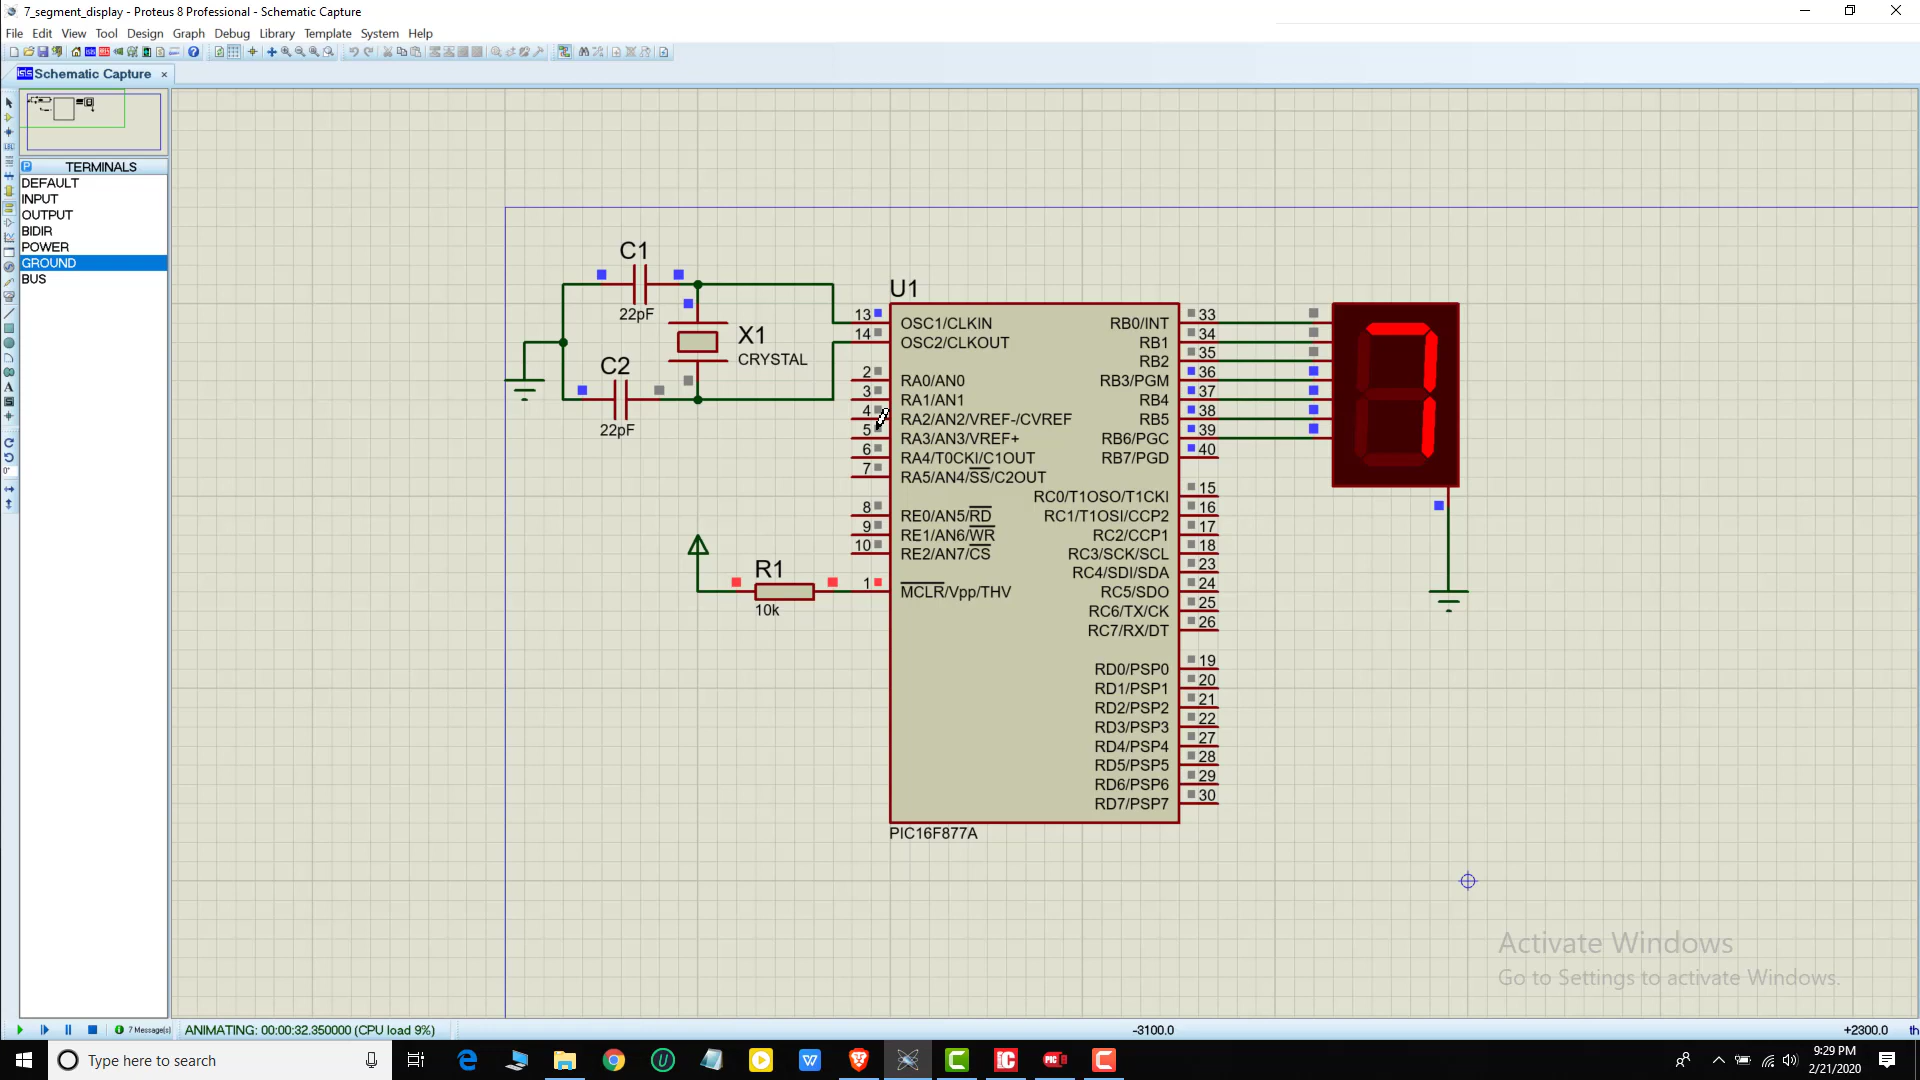 7_segment_display - Proteus 8 Professional - Schematic Capture
File Edit View Tool Design Graph Debug Library Template System Help
Schematic Capture ×
TERMINALS
DEFAULT
INPUT
OUTPUT
BIDIR
POWER
GROUND
BUS
0°
C1
22pF
X1
CRYSTAL
C2
22pF
R1
10k
U1
13 OSC1/CLKIN
14 OSC2/CLKOUT
2 RA0/AN0
3 RA1/AN1
4 RA2/AN2/VREF-/CVREF
5 RA3/AN3/VREF+
6 RA4/T0CKI/C1OUT
7 RA5/AN4/SS/C2OUT
8 RE0/AN5/RD
9 RE1/AN6/WR
10 RE2/AN7/CS
1 MCLR/Vpp/THV
RB0/INT 33
RB1 34
RB2 35
RB3/PGM 36
RB4 37
RB5 38
RB6/PGC 39
RB7/PGD 40
RC0/T1OSO/T1CKI 15
RC1/T1OSI/CCP2 16
RC2/CCP1 17
RC3/SCK/SCL 18
RC4/SDI/SDA 23
RC5/SDO 24
RC6/TX/CK 25
RC7/RX/DT 26
RD0/PSP0 19
RD1/PSP1 20
RD2/PSP2 21
RD3/PSP3 22
RD4/PSP4 27
RD5/PSP5 28
RD6/PSP6 29
RD7/PSP7 30
PIC16F877A
7
Activate Windows
Go to Settings to activate Windows.
7 Message(s) ANIMATING: 00:00:32.350000 (CPU load 9%) -3100.0 +2300.0 th
Type here to search
9:29 PM
2/21/2020